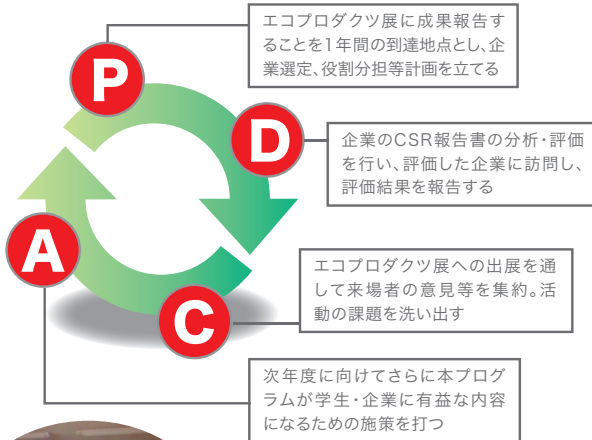 P
エコプロダクツ展に成果報告す
ることを1年間の到達地点とし、企
業選定、役割分担等計画を立てる
D
企業のCSR報告書の分析・評価
を行い、評価した企業に訪問し、
評価結果を報告する
C
エコプロダクツ展への出展を通
して来場者の意見等を集約。活
動の課題を洗い出す
A
次年度に向けてさらに本プログ
ラムが学生・企業に有益な内容
になるための施策を打つ